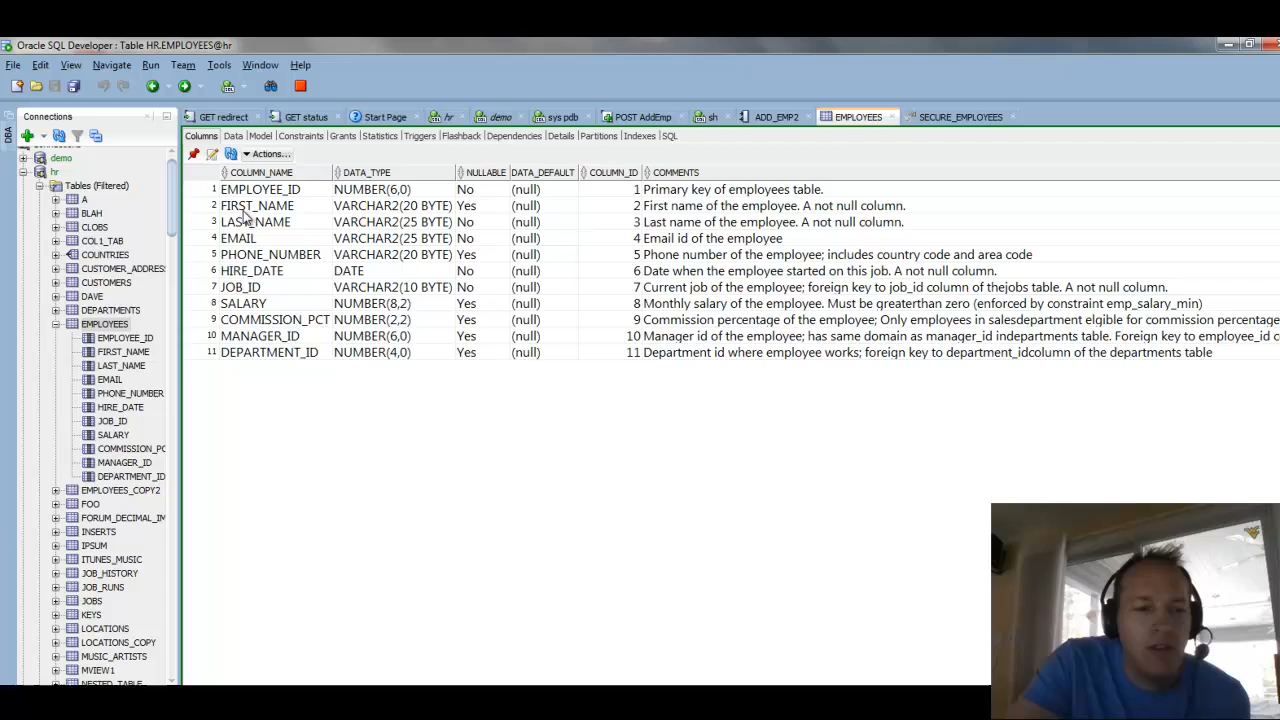 Oracle SQL Developer : Table HR.EMPLOYEES@hr
File Edit View Navigate Run Team Tools Window Help
Connections
GET redirect GET status Start Page hr demo sys pdb POST AddEmp sh ADD_EMP2 EMPLOYEES SECURE_EMPLOYEES
DBA
Columns Data Model Constraints Grants Statistics Triggers Flashback Dependencies Details Partitions Indexes SQL
Actions...
COLUMN_NAME DATA_TYPE NULLABLE DATA_DEFAULT COLUMN_ID COMMENTS
1 EMPLOYEE_ID NUMBER(6,0) No (null) 1 Primary key of employees table.
2 FIRST_NAME VARCHAR2(20 BYTE) Yes (null) 2 First name of the employee. A not null column.
3 LAST_NAME VARCHAR2(25 BYTE) No (null) 3 Last name of the employee. A not null column.
4 EMAIL VARCHAR2(25 BYTE) No (null) 4 Email id of the employee
5 PHONE_NUMBER VARCHAR2(20 BYTE) Yes (null) 5 Phone number of the employee; includes country code and area code
6 HIRE_DATE DATE No (null) 6 Date when the employee started on this job. A not null column.
7 JOB_ID VARCHAR2(10 BYTE) No (null) 7 Current job of the employee; foreign key to job_id column of thejobs table. A not null column.
8 SALARY NUMBER(8,2) Yes (null) 8 Monthly salary of the employee. Must be greaterthan zero (enforced by constraint emp_salary_min)
9 COMMISSION_PCT NUMBER(2,2) Yes (null) 9 Commission percentage of the employee; Only employees in salesdepartment elgible for commission percentage
10 MANAGER_ID NUMBER(6,0) Yes (null) 10 Manager id of the employee; has same domain as manager_id indepartments table. Foreign key to employee_id c
11 DEPARTMENT_ID NUMBER(4,0) Yes (null) 11 Department id where employee works; foreign key to department_idcolumn of the departments table
demo
hr
Tables (Filtered)
A
BLAH
CLOBS
COL1_TAB
COUNTRIES
CUSTOMER_ADDRESS
CUSTOMERS
DAVE
DEPARTMENTS
EMPLOYEES
EMPLOYEE_ID
FIRST_NAME
LAST_NAME
EMAIL
PHONE_NUMBER
HIRE_DATE
JOB_ID
SALARY
COMMISSION_PC
MANAGER_ID
DEPARTMENT_ID
EMPLOYEES_COPY2
FOO
FORUM_DECIMAL_IM
INSERTS
IPSUM
ITUNES_MUSIC
JOB_HISTORY
JOB_RUNS
JOBS
KEYS
LOCATIONS
LOCATIONS_COPY
MUSIC_ARTISTS
MVIEW1
NESTED_TABLE